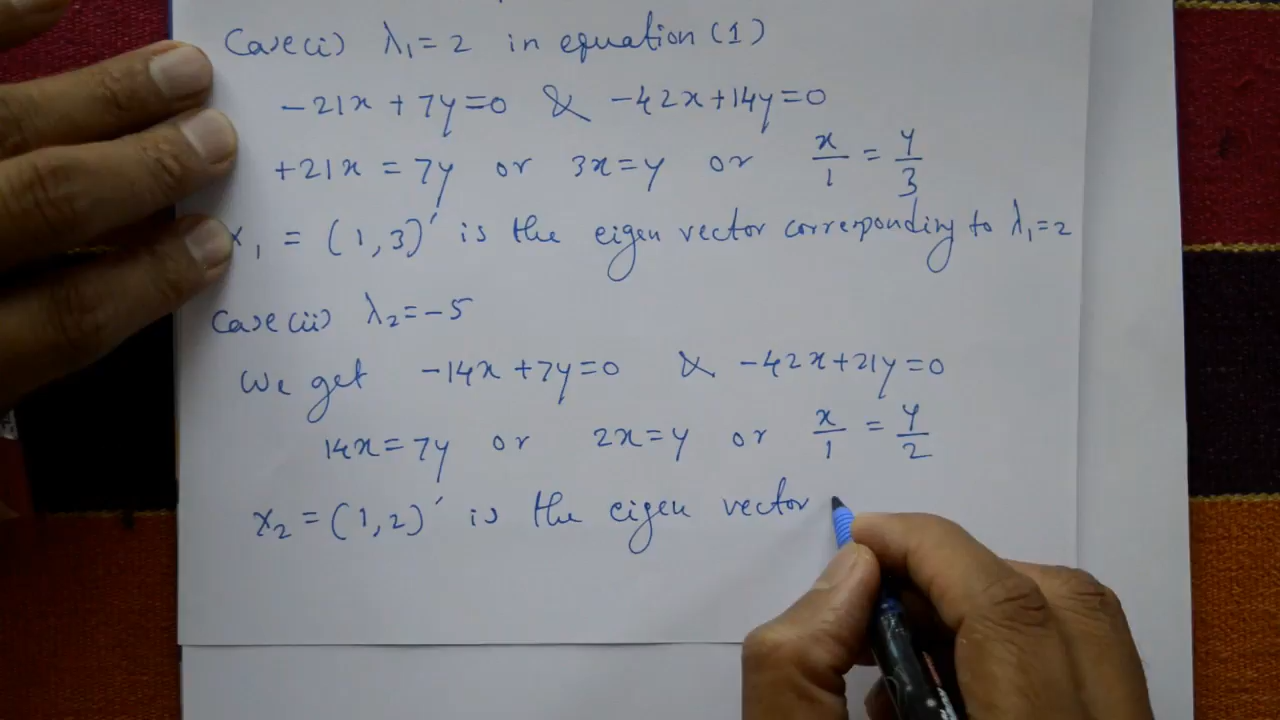 Case(i) λ₁=2 in equation (1)
-21x + 7y=0 & -42x+14y=0
+21x = 7y or 3x=y or x/1 = y/3
x₁ = (1,3)' is the eigen vector corresponding to λ₁=2
Case(ii) λ₂=-5
We get -14x+7y=0 & -42x+21y=0
14x=7y or 2x=y or x/1 = y/2
x₂ = (1,2)' is the eigen vector